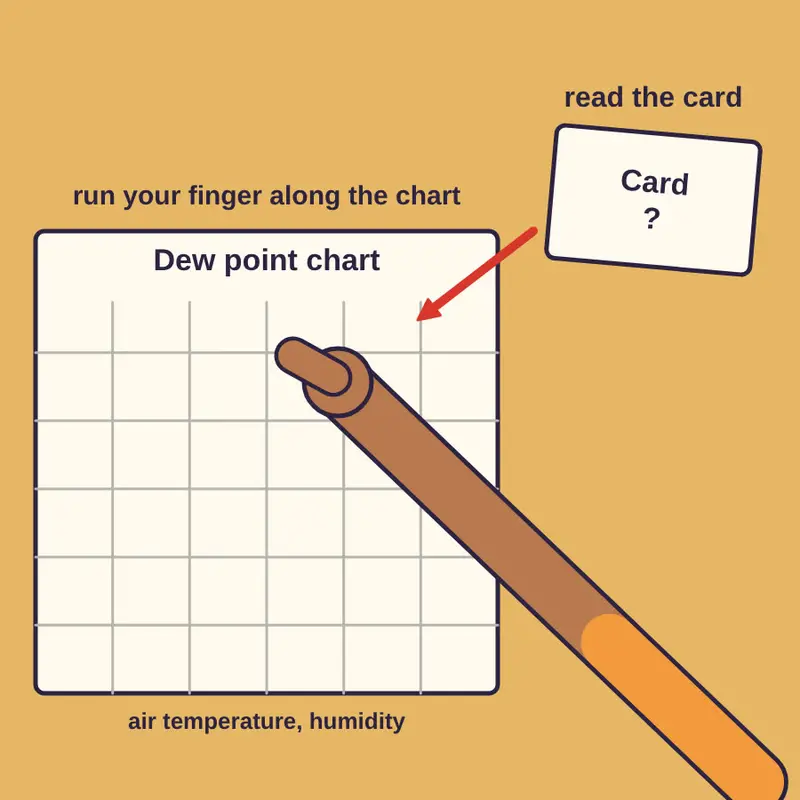 read the card
Card
?
run your finger along the chart
Dew point chart
air temperature, humidity